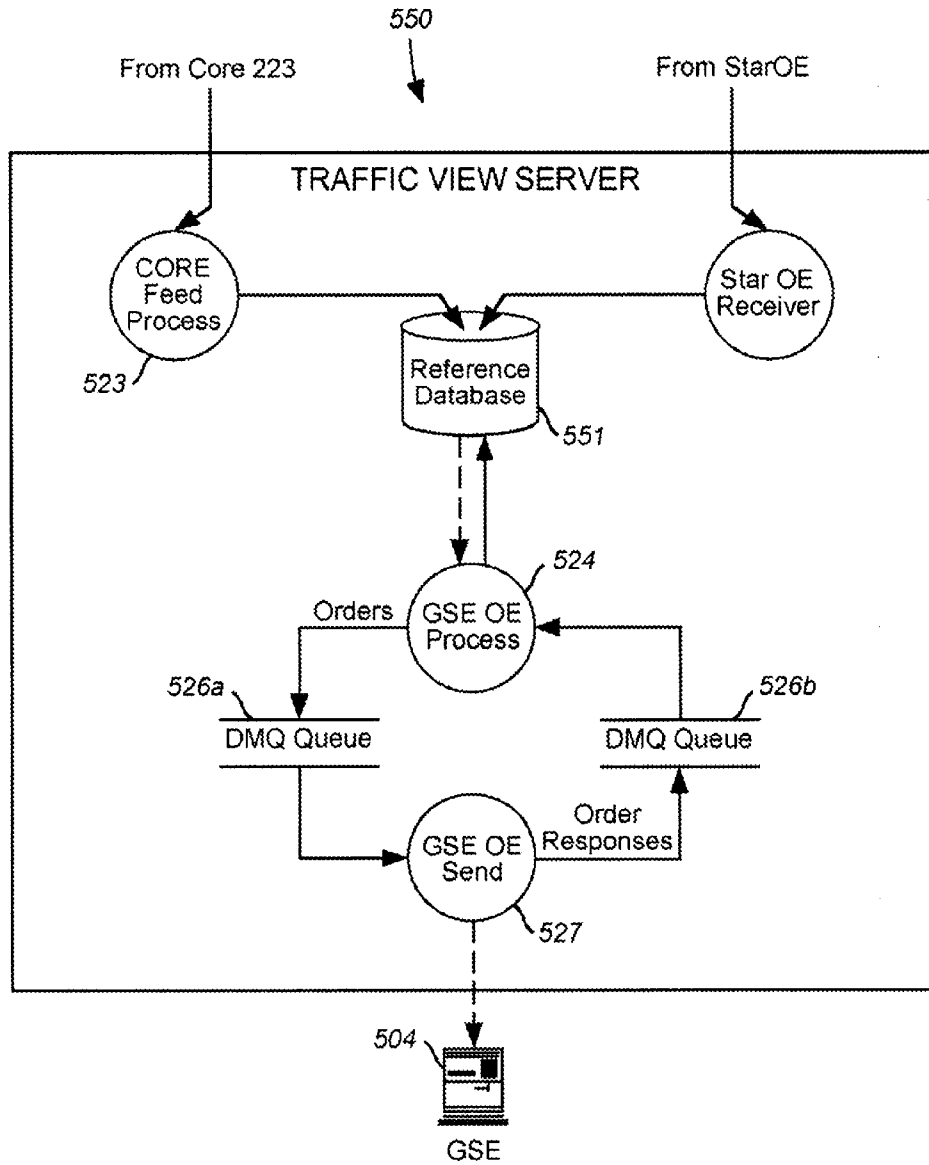 550
From Core 223
From StarOE
TRAFFIC VIEW SERVER
CORE
Feed
Process
Star OE
Receiver
523
Reference
Database
551
524
Orders
GSE OE
Process
526a
526b
DMQ Queue
DMQ Queue
GSE OE
Send
Order
Responses
527
504
GSE